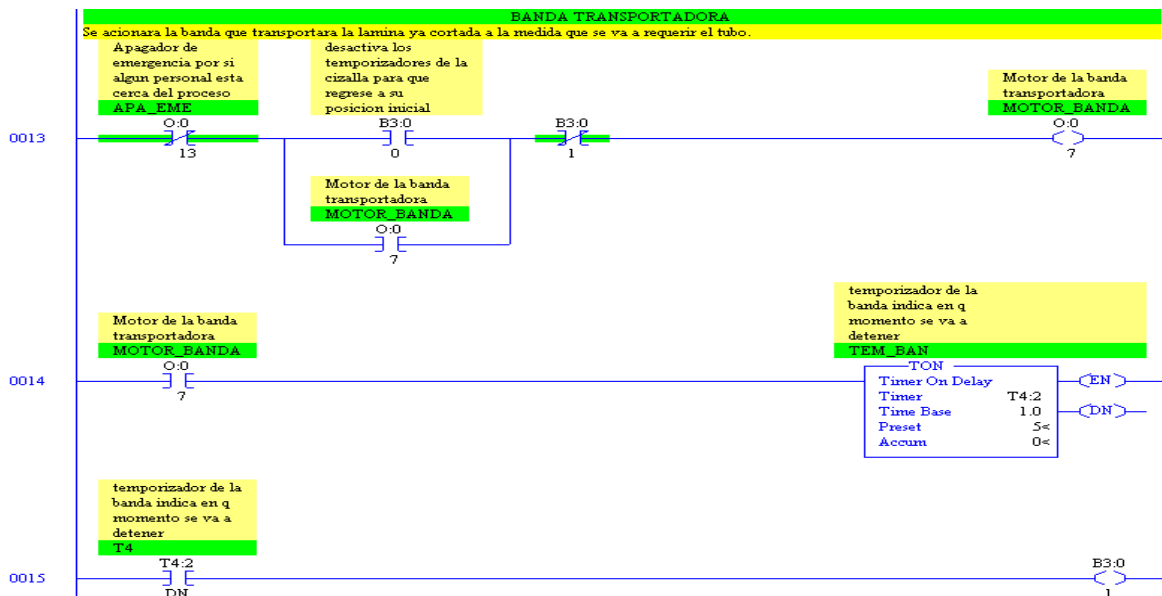 BANDA TRANSPORTADORA
Se acionara la banda que transportara la lamina ya cortada a la medida que se va a requerir el tubo.
Apagador de
emergencia por si
algun personal esta
cerca del proceso
APA_EME
O:0
13
desactiva los
temporizadores de la
cizalla para que
regrese a su
posicion inicial
B3:0
0
B3:0
1
Motor de la banda
transportadora
MOTOR_BANDA
O:0
7
0013
Motor de la banda
transportadora
MOTOR_BANDA
O:0
7
temporizador de la
banda indica en q
momento se va a
detener
TEM_BAN
Motor de la banda
transportadora
MOTOR_BANDA
O:0
7
0014
TON
Timer On Delay
Timer T4:2
Time Base 1.0
Preset 5<
Accum 0<
EN
DN
temporizador de la
banda indica en q
momento se va a
detener
T4
T4:2
DN
0015
B3:0
1